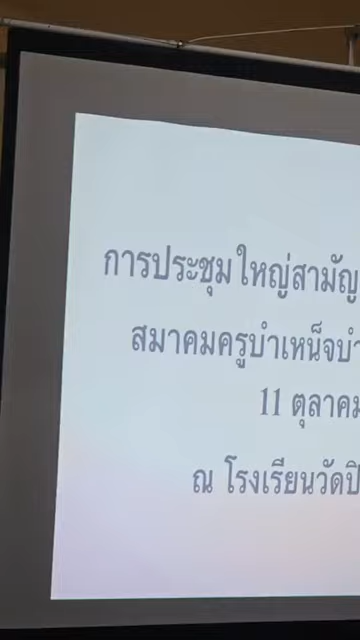 การประชุมใหญ่สามัญ
สมาคมครูบำเหน็จบำ
11 ตุลาคม
ณ โรงเรียนวัดปิ